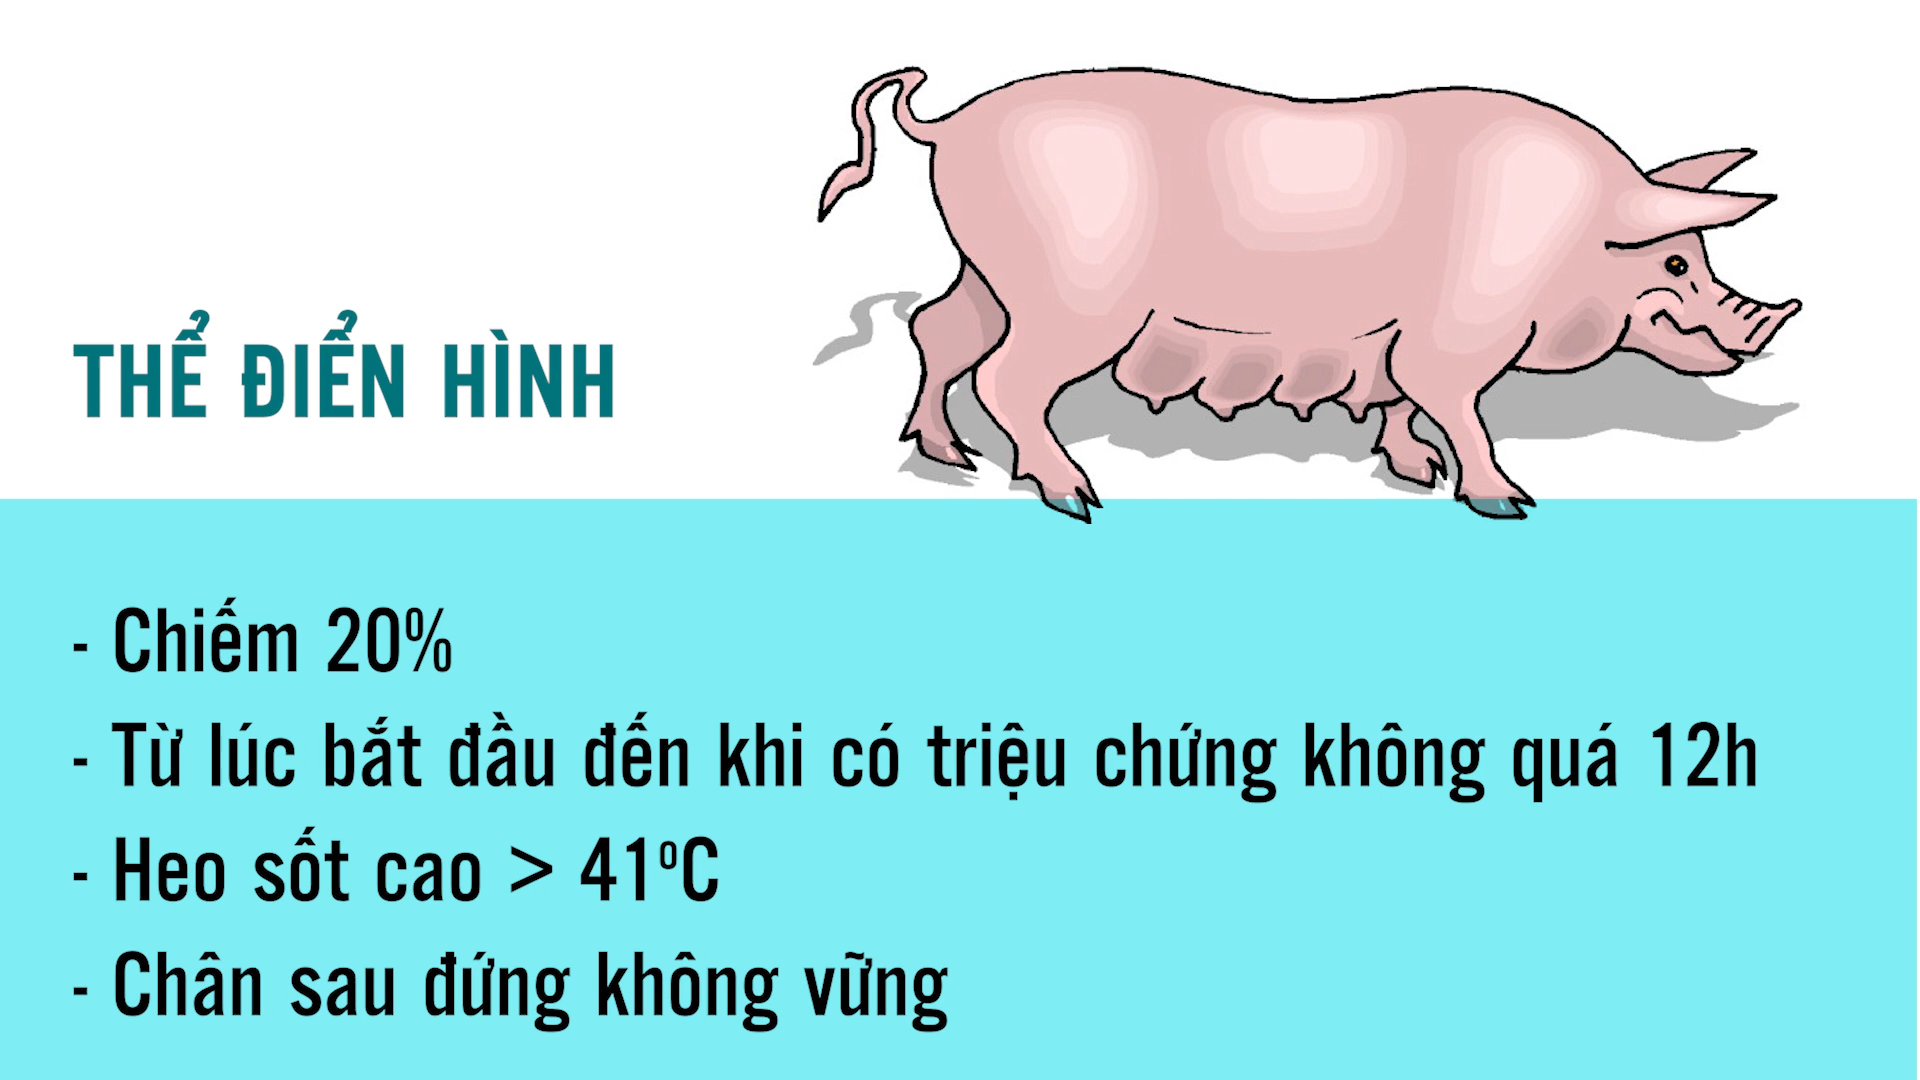 THỂ ĐIỂN HÌNH
- Chiếm 20%
- Từ lúc bắt đầu đến khi có triệu chứng không quá 12h
- Heo sốt cao > 41⁰C
- Chân sau đứng không vững